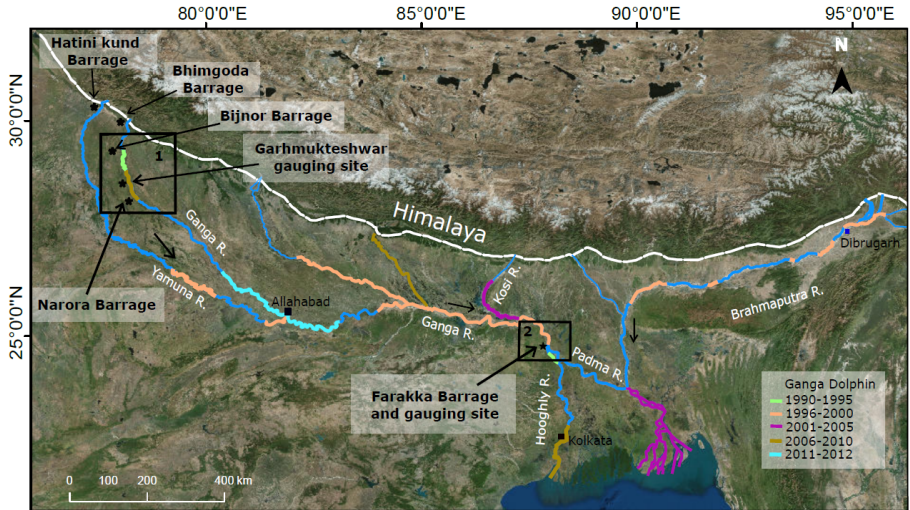 80°0'0"E
85°0'0"E
90°0'0"E
95°0'0"E
30°0'0"N
25°0'0"N
N
Hatini kund
Barrage
Bhimgoda
Barrage
Bijnor Barrage
1
Garhmukteshwar
gauging site
Himalaya
Ganga R.
Yamuna R.
Narora Barrage
Allahabad
Kosi R.
Ganga R.
2
Padma R.
Brahmaputra R.
Dibrugarh
Farakka Barrage
and gauging site
Hooghly R.
Kolkata
Ganga Dolphin
1990-1995
1996-2000
2001-2005
2006-2010
2011-2012
0 100 200 400 km